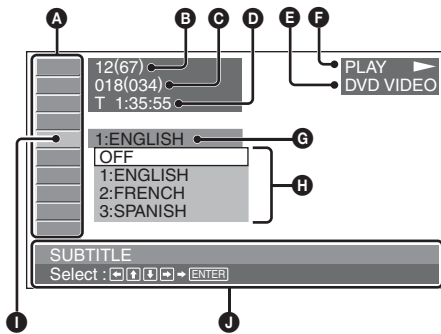 A B C D E F
12(67) PLAY
018(034) DVD VIDEO
T 1:35:55
1:ENGLISH G
OFF
1:ENGLISH
2:FRENCH H
3:SPANISH
SUBTITLE
Select : ←↑↓→ → ENTER
I J